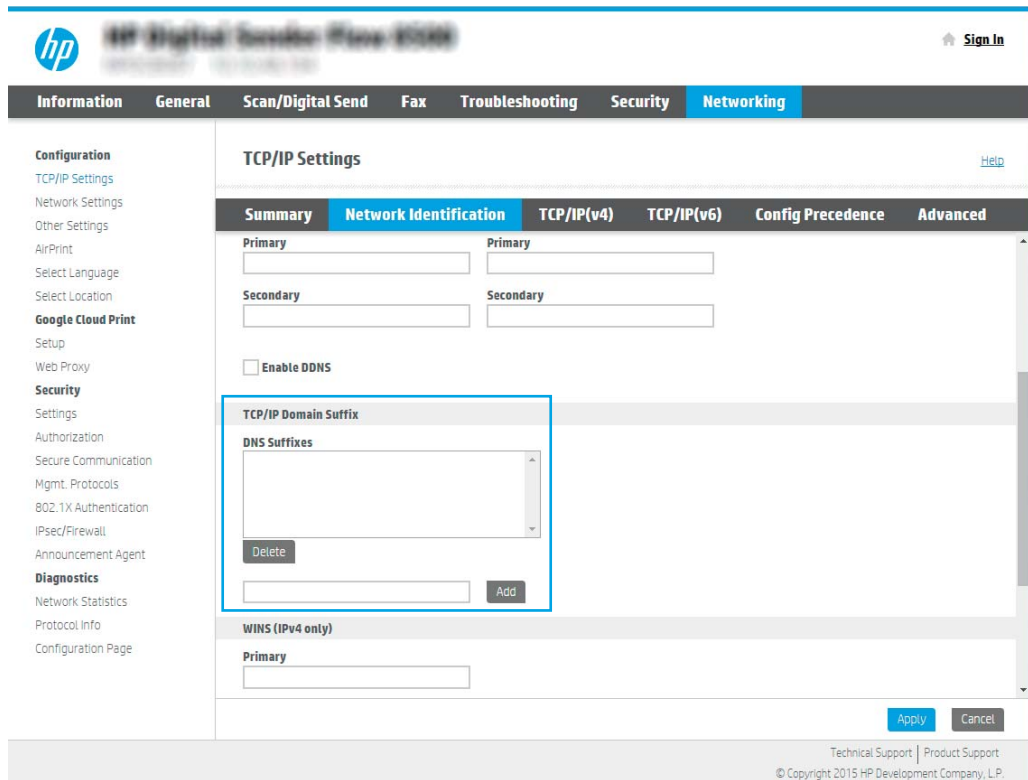 hp
Sign In
Information General Scan/Digital Send Fax Troubleshooting Security Networking
Configuration
TCP/IP Settings
Network Settings
Other Settings
AirPrint
Select Language
Select Location
Google Cloud Print
Setup
Web Proxy
Security
Settings
Authorization
Secure Communication
Mgmt. Protocols
802.1X Authentication
IPsec/Firewall
Announcement Agent
Diagnostics
Network Statistics
Protocol Info
Configuration Page
TCP/IP Settings
Help
Summary Network Identification TCP/IP(v4) TCP/IP(v6) Config Precedence Advanced
Primary Primary
Secondary Secondary
Enable DDNS
TCP/IP Domain Suffix
DNS Suffixes
Delete
Add
WINS (IPv4 only)
Primary
Apply Cancel
Technical Support | Product Support
© Copyright 2015 HP Development Company, L.P.